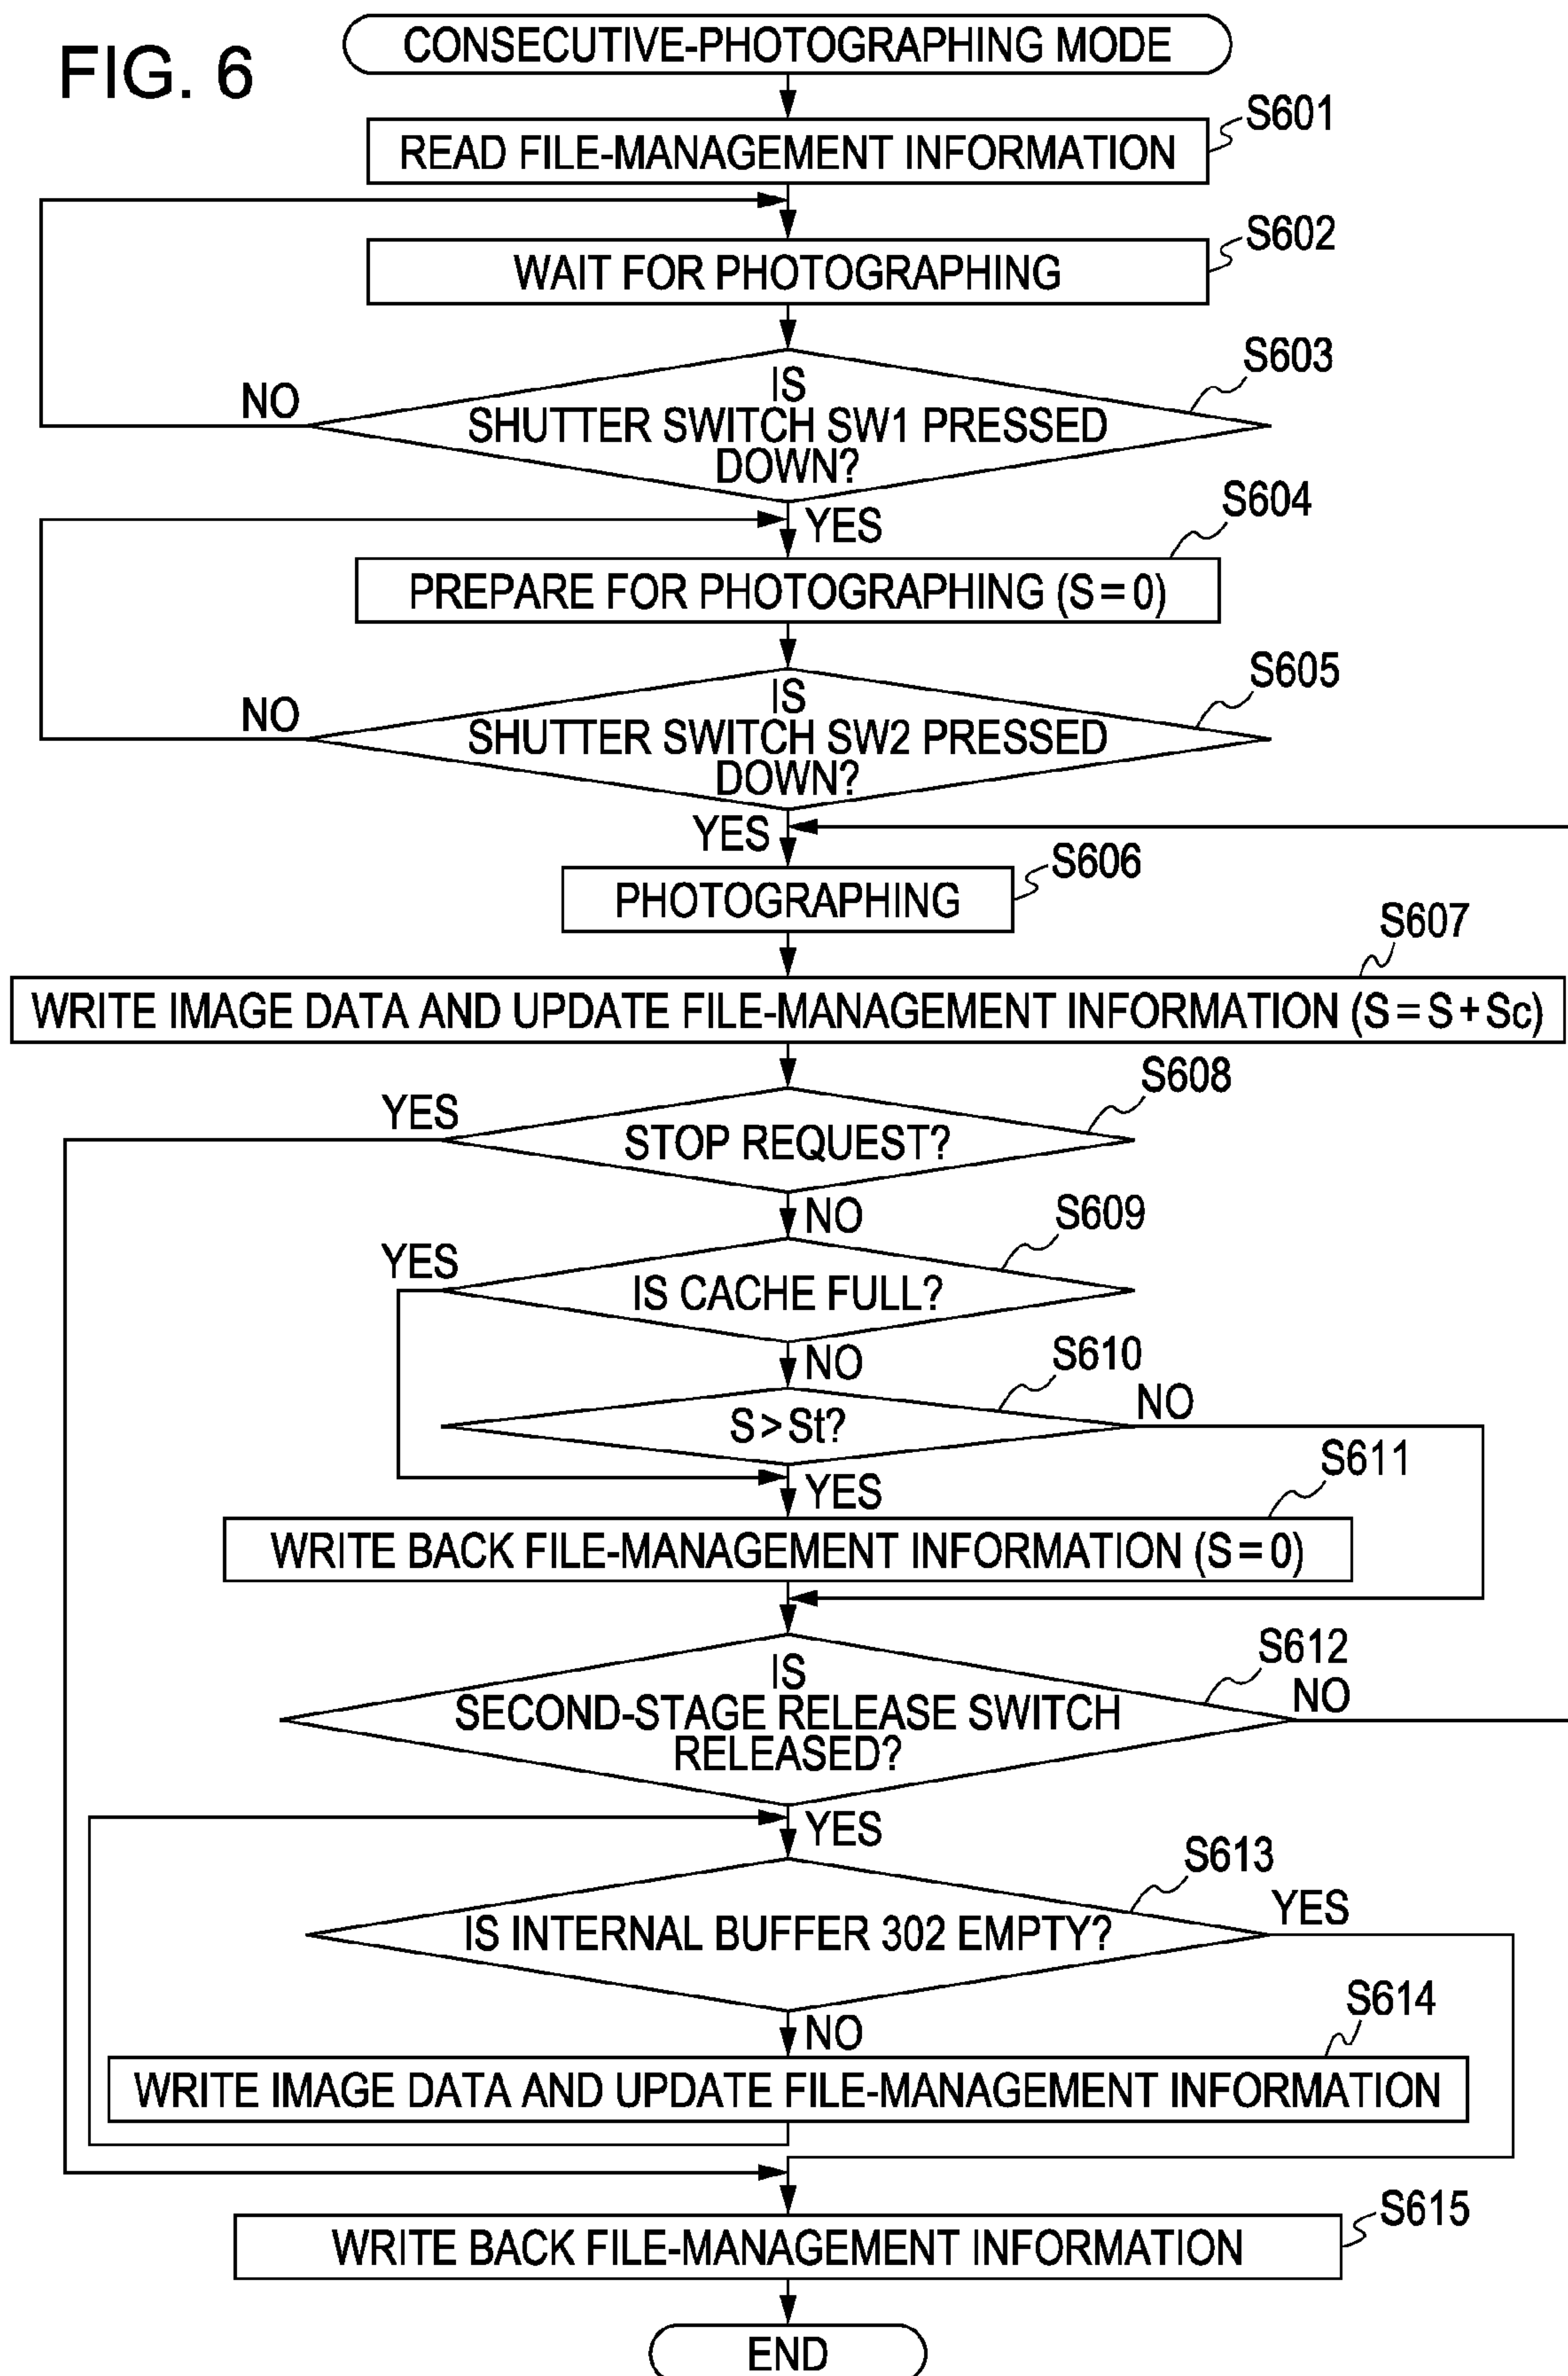 FIG. 6
CONSECUTIVE-PHOTOGRAPHING MODE
S601
READ FILE-MANAGEMENT INFORMATION
S602
WAIT FOR PHOTOGRAPHING
S603
NO
IS
SHUTTER SWITCH SW1 PRESSED
DOWN?
YES
S604
PREPARE FOR PHOTOGRAPHING (S=0)
S605
NO
IS
SHUTTER SWITCH SW2 PRESSED
DOWN?
YES
S606
PHOTOGRAPHING
S607
WRITE IMAGE DATA AND UPDATE FILE-MANAGEMENT INFORMATION (S=S+Sc)
S608
YES
STOP REQUEST?
NO
S609
YES
IS CACHE FULL?
NO
S610
NO
S>St?
YES
S611
WRITE BACK FILE-MANAGEMENT INFORMATION (S=0)
S612
IS
SECOND-STAGE RELEASE SWITCH
RELEASED?
NO
YES
S613
YES
IS INTERNAL BUFFER 302 EMPTY?
NO
S614
WRITE IMAGE DATA AND UPDATE FILE-MANAGEMENT INFORMATION
S615
WRITE BACK FILE-MANAGEMENT INFORMATION
END